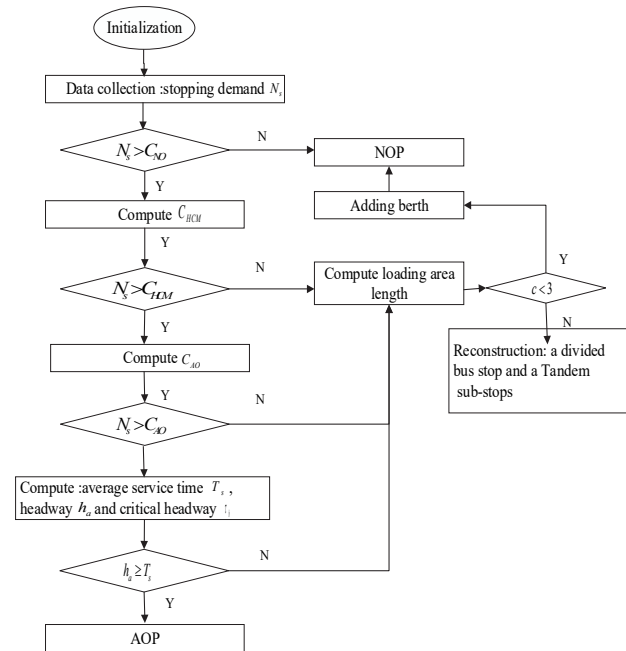 Initialization
Data collection :stopping demand N_s
N_s>C_NO
N
NOP
Y
Adding berth
Compute C_HCM
Y
N_s>C_HCM
N
Compute loading area
length
c<3
Y
N
Compute C_AO
Reconstruction: a divided
bus stop and a Tandem
sub-stops
Y
N
N_s>C_AO
Compute :average service time T_s ,
headway h_a and critical headway
N
h_a≥T_s
Y
AOP